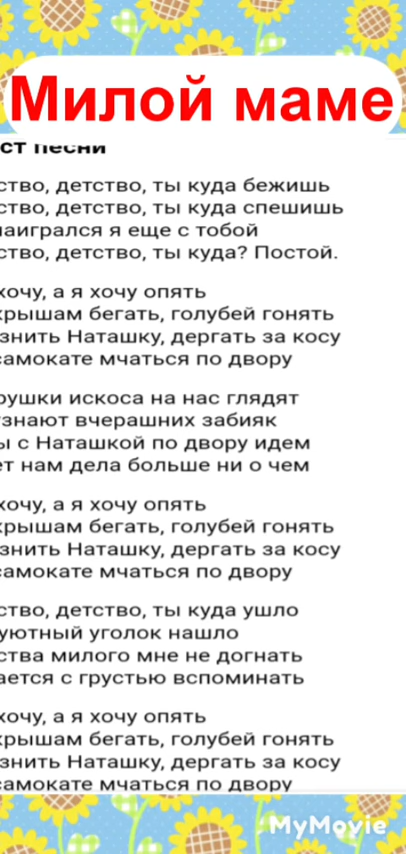 Милой маме
ст песни
ство, детство, ты куда бежишь
ство, детство, ты куда спешишь
аигрался я еще с тобой
ство, детство, ты куда? Постой.
хочу, а я хочу опять
крышам бегать, голубей гонять
знить Наташку, дергать за косу
самокате мчаться по двору
рушки искоса на нас глядят
узнают вчерашних забияк
ы с Наташкой по двору идем
ет нам дела больше ни о чем
хочу, а я хочу опять
крышам бегать, голубей гонять
знить Наташку, дергать за косу
самокате мчаться по двору
ство, детство, ты куда ушло
уютный уголок нашло
ства милого мне не догнать
ается с грустью вспоминать
хочу, а я хочу опять
крышам бегать, голубей гонять
знить Наташку, дергать за косу
самокате мчаться по двору
MyMovie